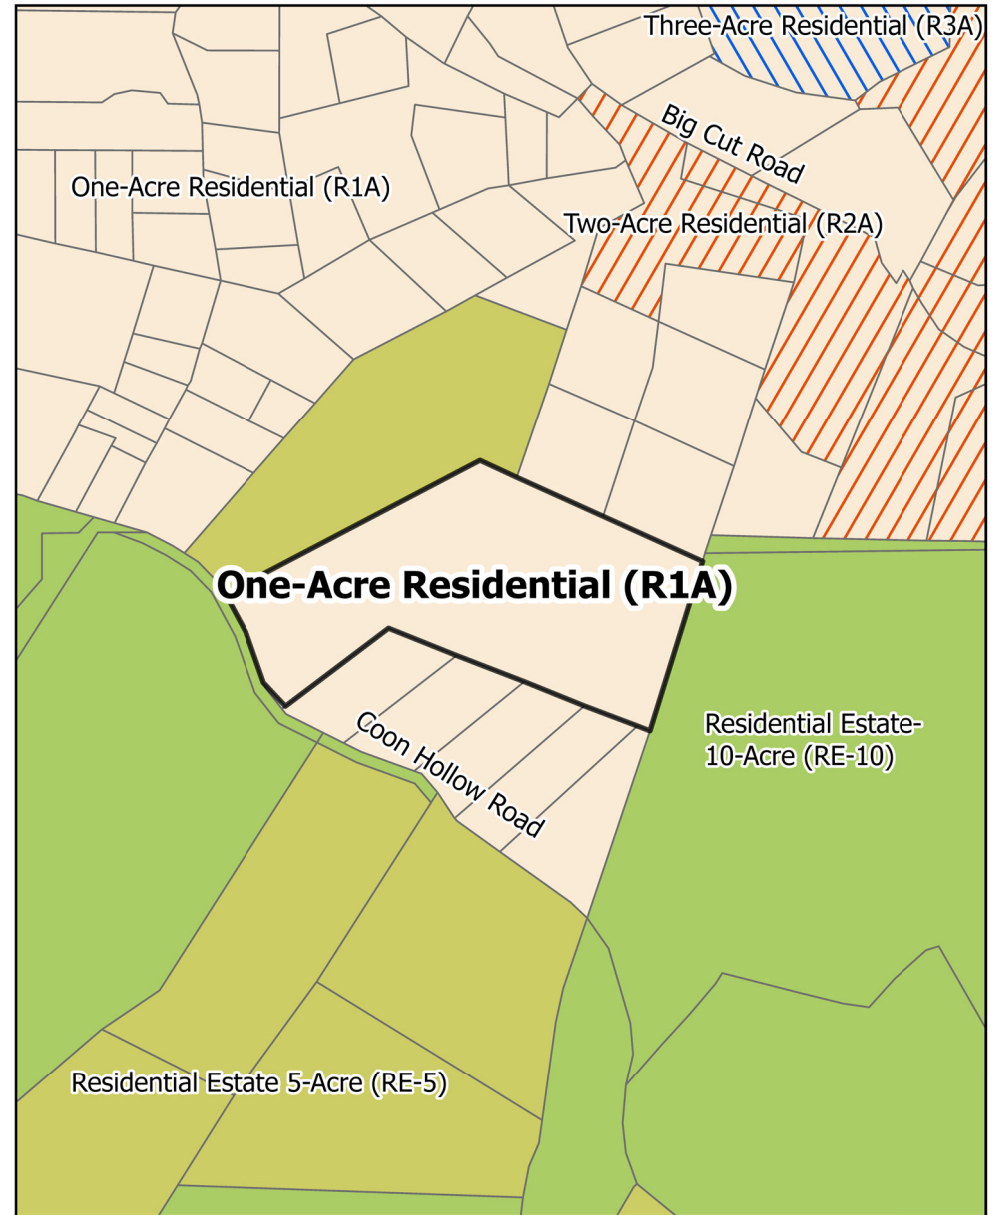 Three-Acre Residential (R3A)
Big Cut Road
One-Acre Residential (R1A)
Two-Acre Residential (R2A)
One-Acre Residential (R1A)
Residential Estate-
10-Acre (RE-10)
Coon Hollow Road
Residential Estate 5-Acre (RE-5)